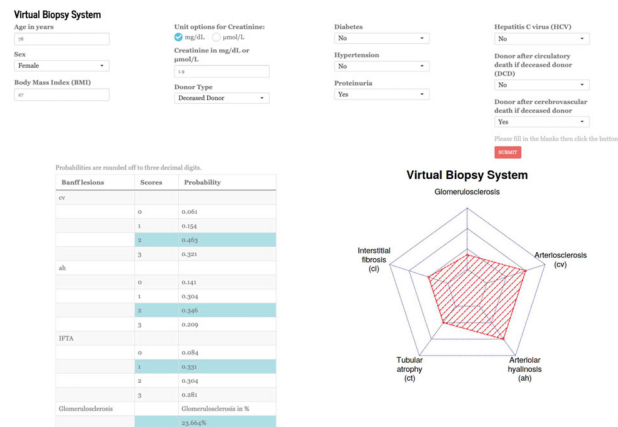 Virtual Biopsy System
Age in years
Sex
Female
Body Mass Index (BMI)
Unit options for Creatinine:
mg/dL
μmol/L
Creatinine in mg/dL or
μmol/L
1.9
Donor Type
Deceased Donor
Diabetes
No
Hypertension
No
Proteinuria
Yes
Hepatitis C virus (HCV)
No
Donor after circulatory
death if deceased donor
(DCD)
No
Donor after cerebrovascular
death if deceased donor
Yes
Please fill in the blanks then click the button
SUBMIT
Probabilities are rounded off to three decimal digits.
Banff lesions Scores Probability
cv
0 0.061
1 0.154
2 0.463
3 0.321
ah
0 0.141
1 0.304
2 0.346
3 0.209
IFTA
0 0.084
1 0.331
2 0.304
3 0.281
Glomerulosclerosis Glomerulosclerosis in %
23.664%
Virtual Biopsy System
Glomerulosclerosis
Interstitial
fibrosis
(ci)
Arteriosclerosis
(cv)
Tubular
atrophy
(ct)
Arteriolar
hyalinosis
(ah)